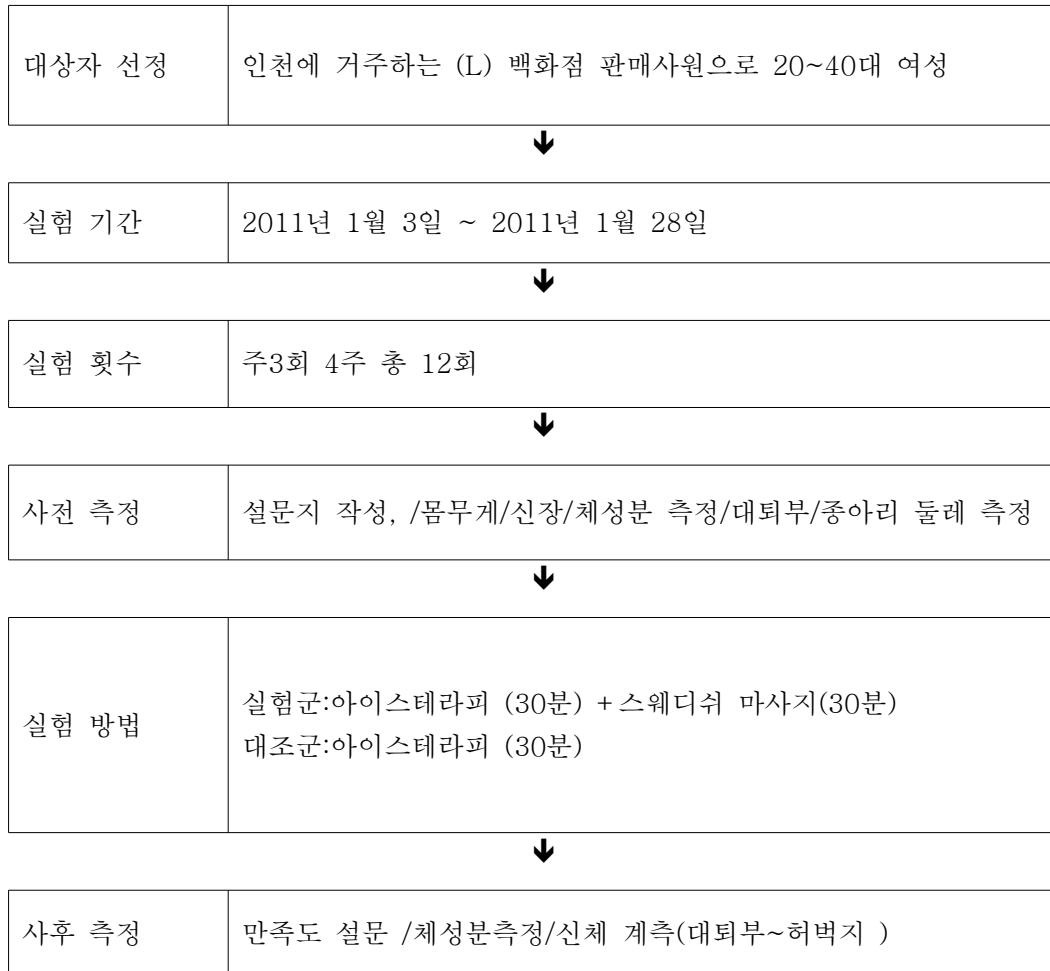 대상자 선정 인천에 거주하는 (L) 백화점 판매사원으로 20~40대 여성
실험 기간 2011년 1월 3일 ~ 2011년 1월 28일
실험 횟수 주3회 4주 총 12회
사전 측정 설문지 작성, /몸무게/신장/체성분 측정/대퇴부/종아리 둘레 측정
실험 방법
실험군:아이스테라피 (30분) +스웨디쉬 마사지(30분)
대조군:아이스테라피 (30분)
사후 측정 만족도 설문 /체성분측정/신체 계측(대퇴부~허벅지 )